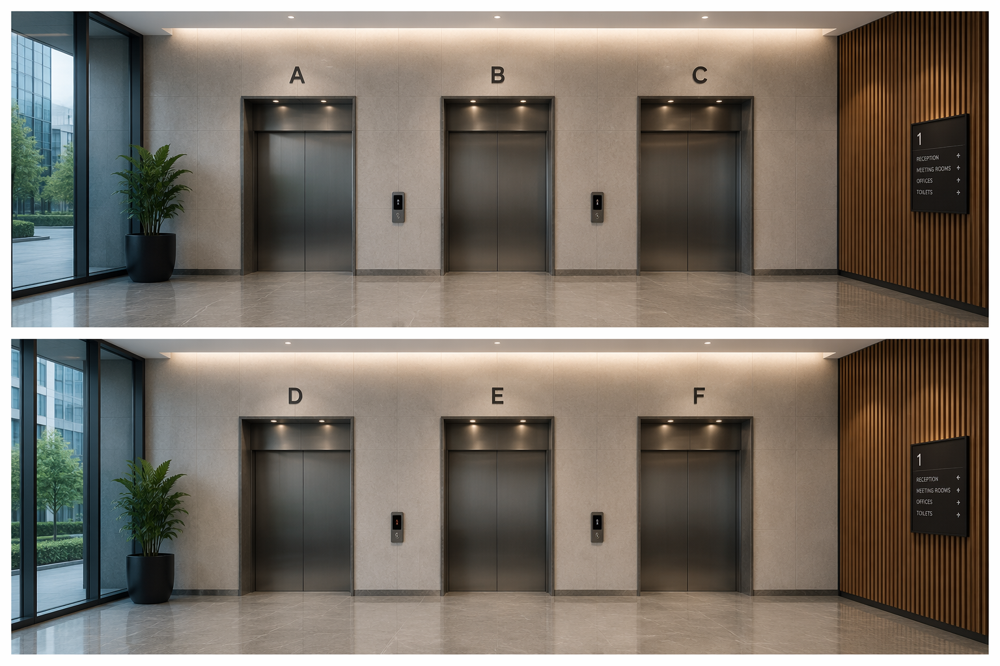 A
B
C
1
RECEPTION
MEETING ROOMS
OFFICES
TOILETS
D
E
F
1
RECEPTION
MEETING ROOMS
OFFICES
TOILETS